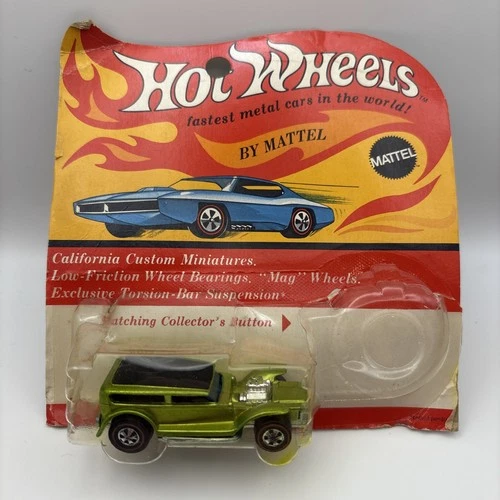 HOT WHEELS™
fastest metal cars in the world!
BY MATTEL
MATTEL
California Custom Miniatures.
Low-Friction Wheel Bearings. "Mag" Wheels.
Exclusive Torsion-Bar Suspension
Matching Collector's Button